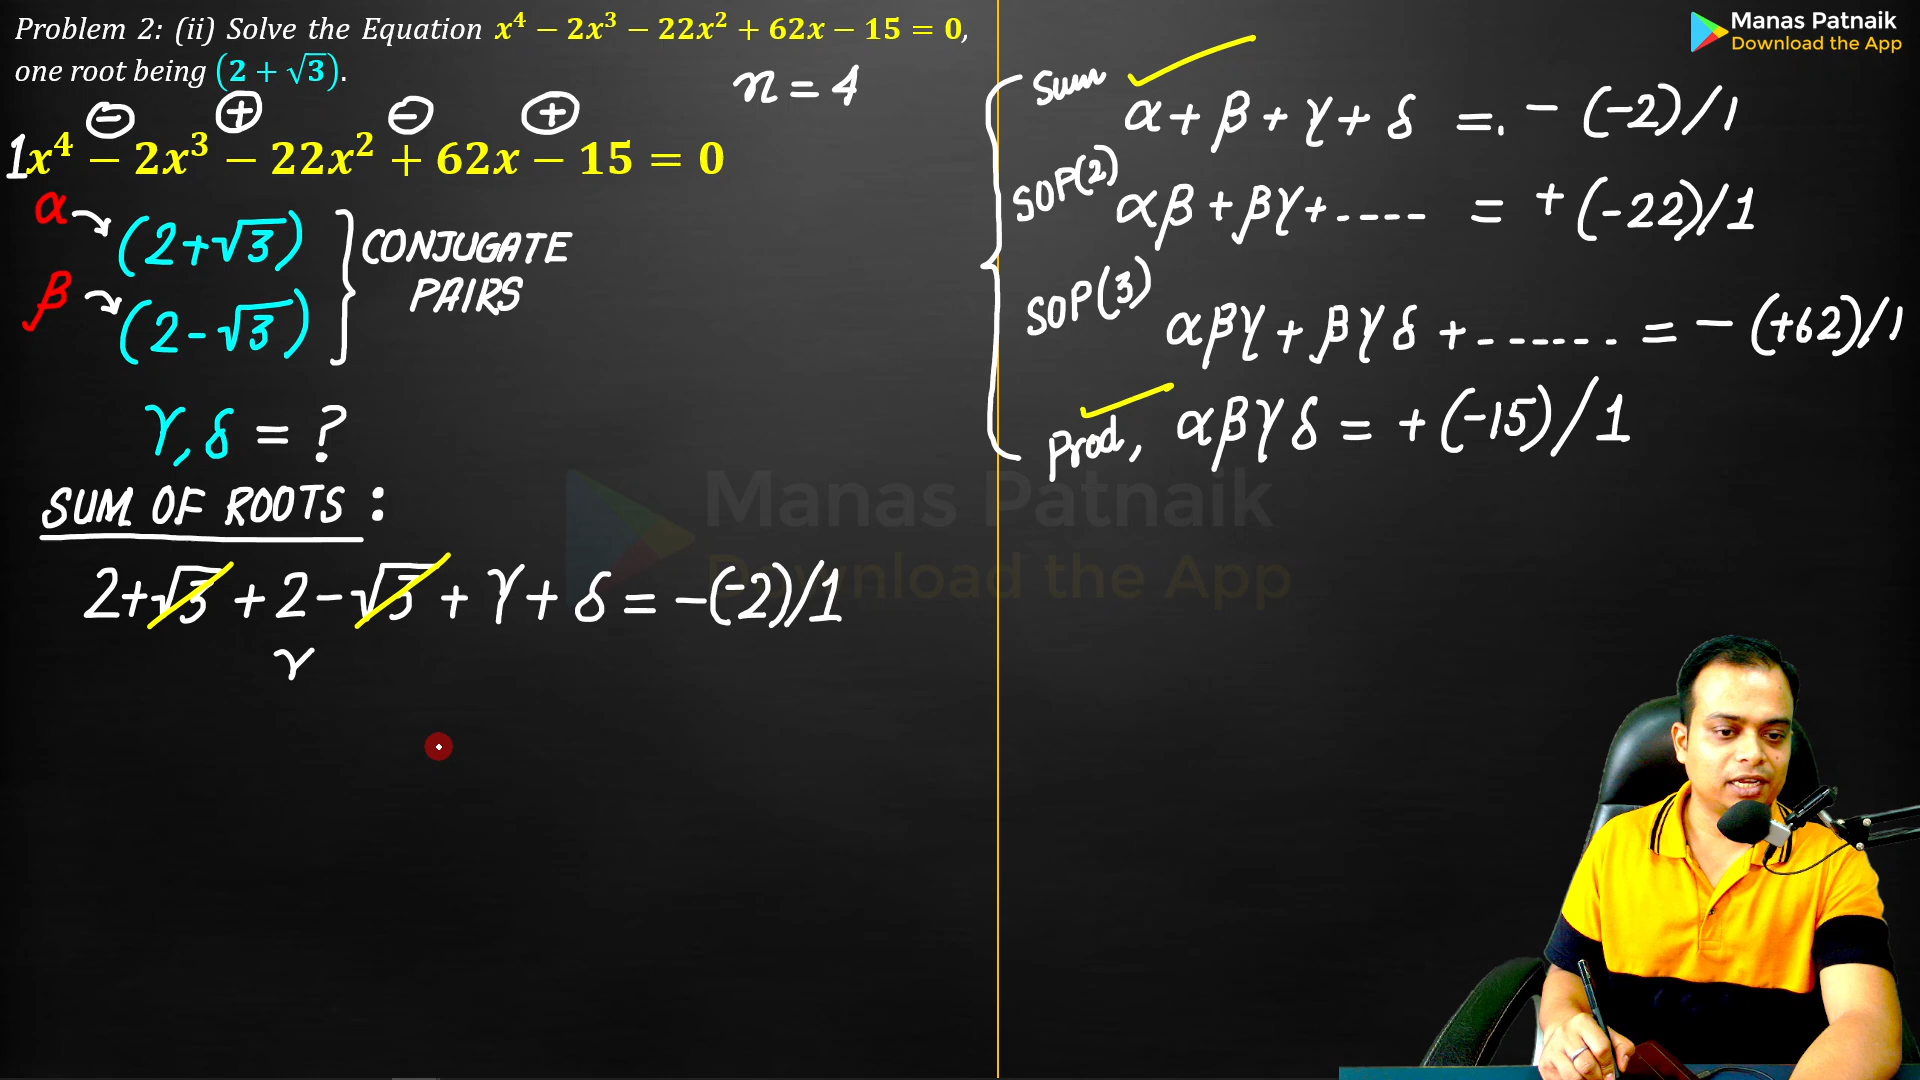 Problem 2: (ii) Solve the Equation x⁴ − 2x³ − 22x² + 62x − 15 = 0,
one root being (2 + √3).
n = 4
⊖ ⊕ ⊖ ⊕
1x⁴ − 2x³ − 22x² + 62x − 15 = 0
α (2+√3)
β (2-√3)
CONJUGATE
PAIRS
γ, δ = ?
SUM OF ROOTS :
2+√3 + 2-√3 + γ + δ = -(-2)/1
γ
Manas Patnaik
Download the App
Sum α + β + γ + δ = - (-2)/1
SOP(2) αβ + βγ + ---- = + (-22)/1
SOP(3) αβγ + βγδ + ------ = - (+62)/1
Prod, αβγδ = + (-15)/1
Manas Patnaik
Download the App